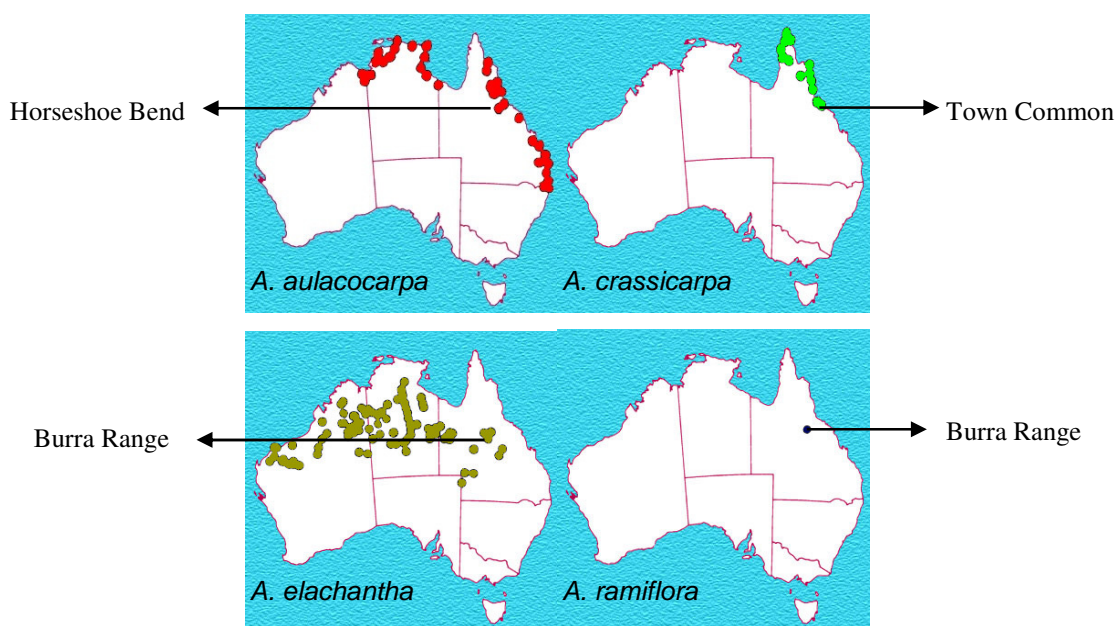 Horseshoe Bend
Town Common
A. aulacocarpa
A. crassicarpa
Burra Range
Burra Range
A. elachantha
A. ramiflora